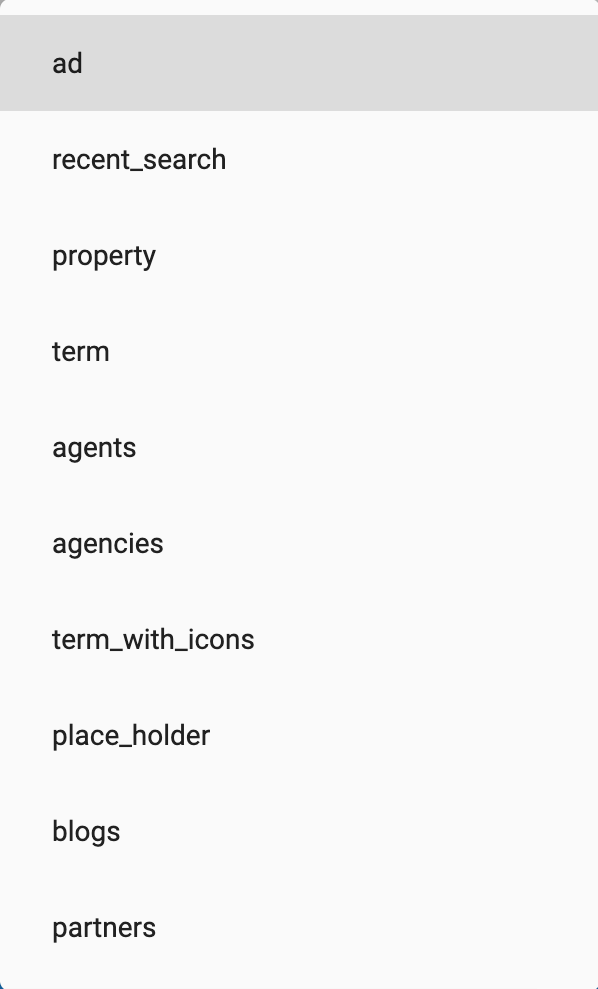 ad
recent_search
property
term
agents
agencies
term_with_icons
place_holder
blogs
partners